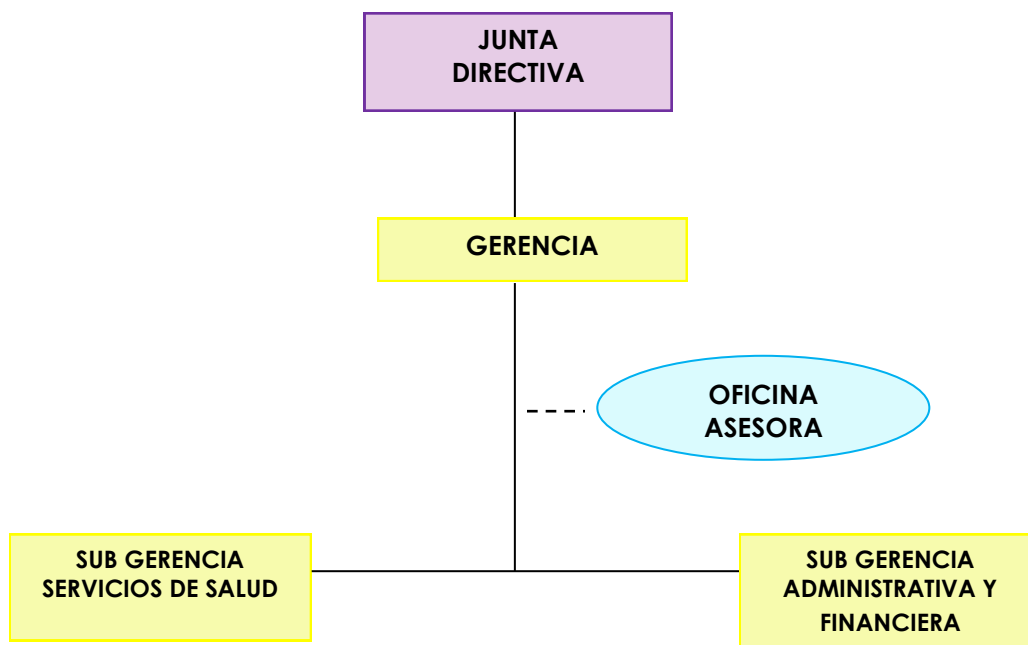 JUNTA
DIRECTIVA
GERENCIA
OFICINA
ASESORA
SUB GERENCIA
SERVICIOS DE SALUD
SUB GERENCIA
ADMINISTRATIVA Y
FINANCIERA